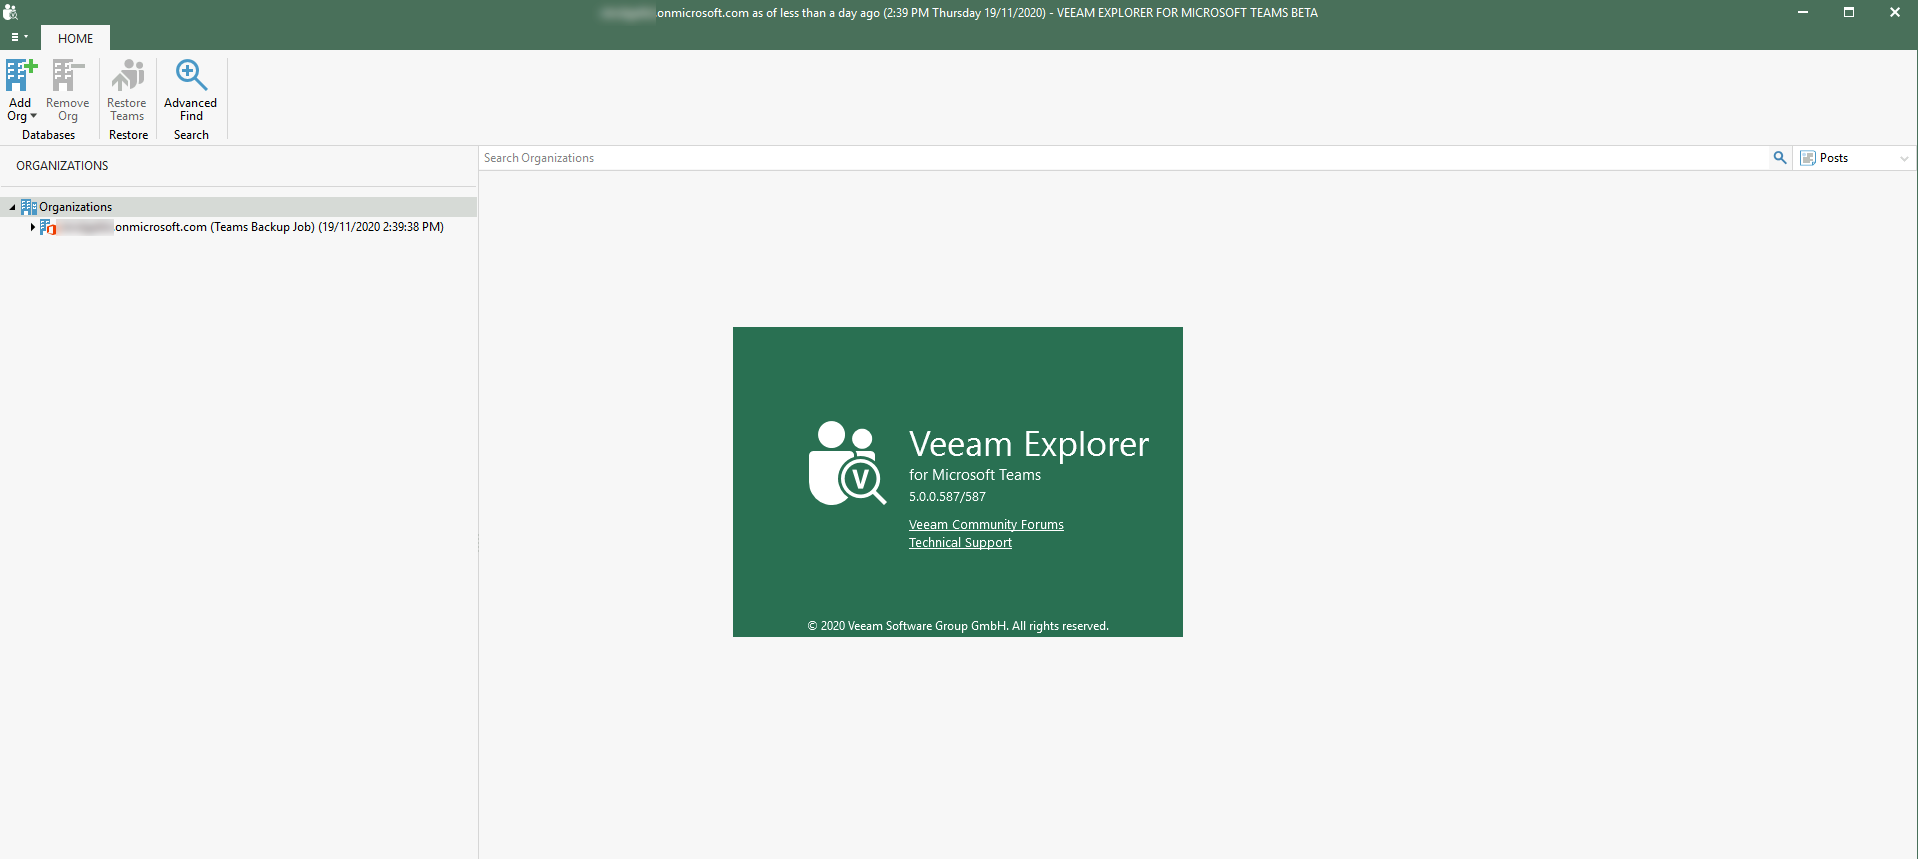 onmicrosoft.com as of less than a day ago (2:39 PM Thursday 19/11/2020) - VEEAM EXPLORER FOR MICROSOFT TEAMS BETA
HOME
Add Org
Remove Org
Restore Teams
Advanced Find
Databases
Restore
Search
ORGANIZATIONS
Search Organizations
Posts
Organizations
.onmicrosoft.com (Teams Backup Job) (19/11/2020 2:39:38 PM)
V
Veeam Explorer
for Microsoft Teams
5.0.0.587/587
Veeam Community Forums
Technical Support
© 2020 Veeam Software Group GmbH. All rights reserved.